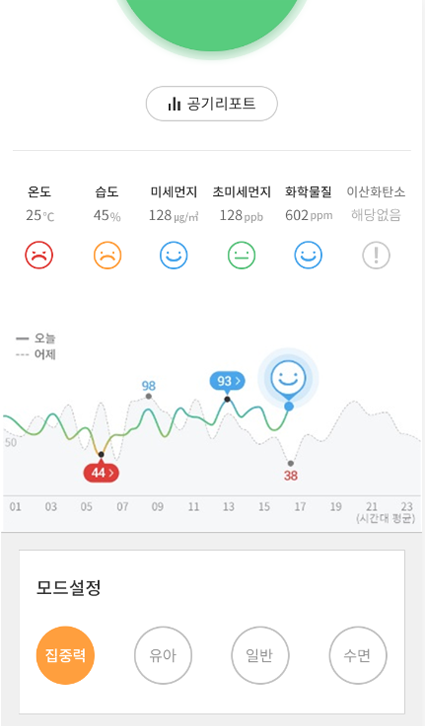 공기리포트
온도 습도 미세먼지 초미세먼지 화학물질 이산화탄소
25℃ 45% 128㎍/㎥ 128ppb 602ppm 해당없음
오늘
어제
98
93
50
44
38
01 03 05 07 09 11 13 15 17 19 21 23
(시간대 평균)
모드설정
집중력 유아 일반 수면